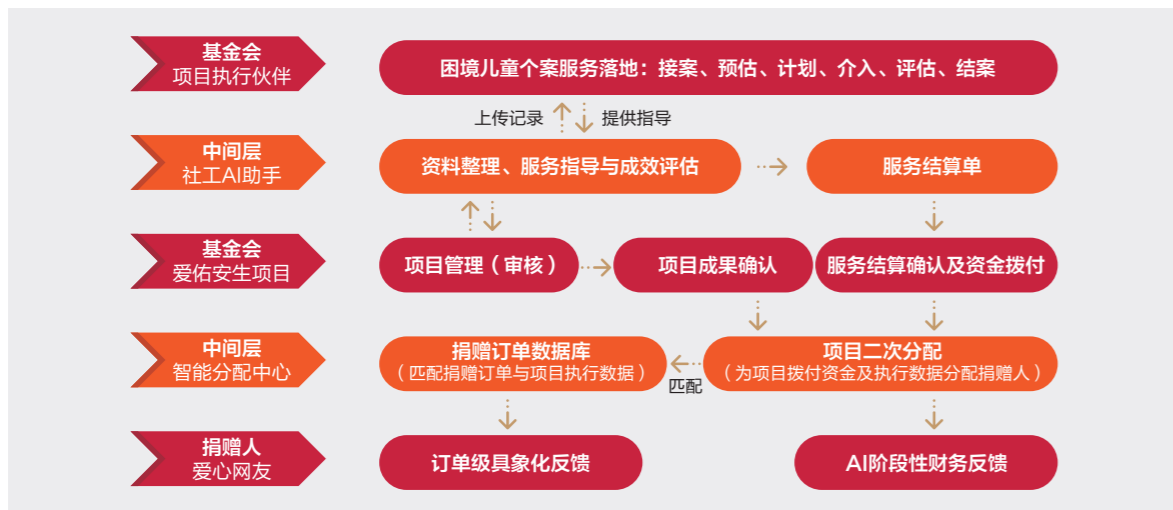 基金会
项目执行伙伴
困境儿童个案服务落地：接案、预估、计划、介入、评估、结案
上传记录
提供指导
中间层
社工AI助手
资料整理、服务指导与成效评估
服务结算单
基金会
爱佑安生项目
项目管理（审核）
项目成果确认
服务结算确认及资金拨付
中间层
智能分配中心
捐赠订单数据库
（匹配捐赠订单与项目执行数据）
匹配
项目二次分配
（为项目拨付资金及执行数据分配捐赠人）
捐赠人
爱心网友
订单级具象化反馈
AI阶段性财务反馈